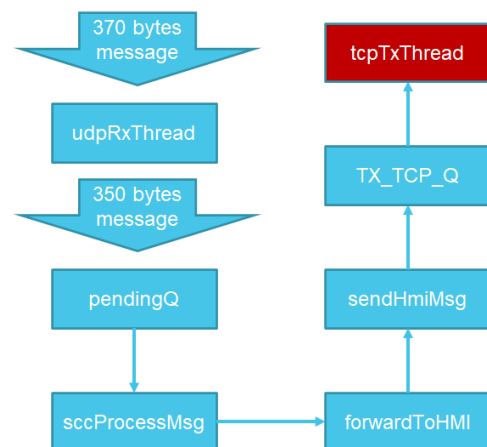 370 bytes
message
udpRxThread
350 bytes
message
pendingQ
sccProcessMsg
forwardToHMI
sendHmiMsg
TX_TCP_Q
tcpTxThread